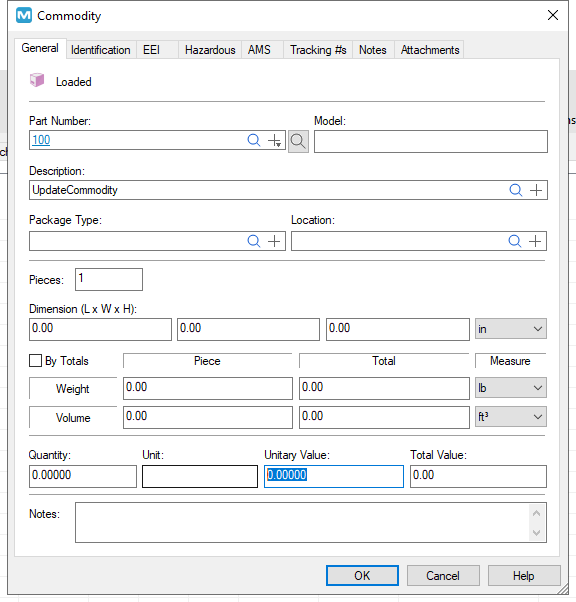 M Commodity
General Identification EEI Hazardous AMS Tracking #s Notes Attachments
Loaded
Part Number: Model:
100
Description:
UpdateCommodity
Package Type: Location:
Pieces: 1
Dimension (L x W x H):
0.00 0.00 0.00 in
By Totals Piece Total Measure
Weight 0.00 0.00 lb
Volume 0.00 0.00 ft³
Quantity: Unit: Unitary Value: Total Value:
0.00000 0.00000 0.00
Notes:
OK Cancel Help